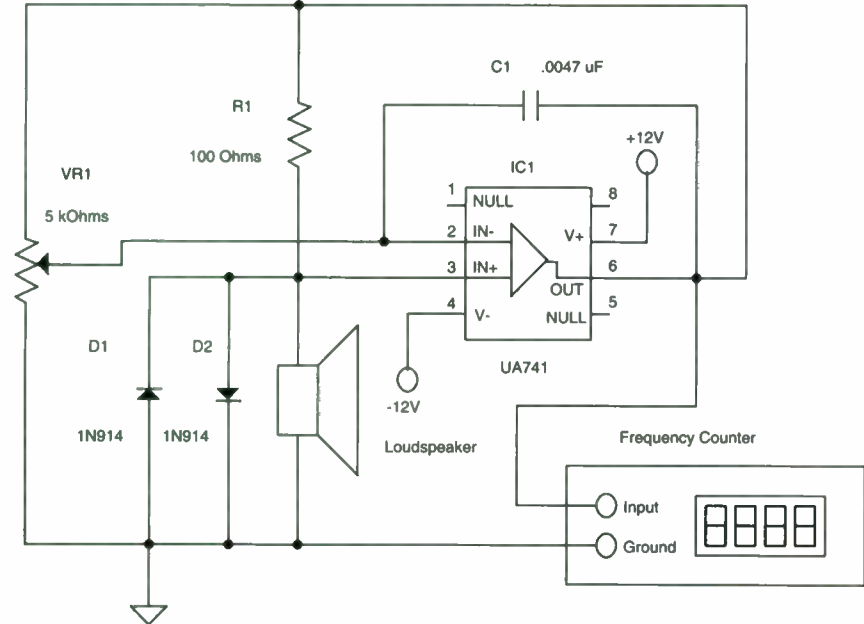 C1 .0047 uF
R1
100 Ohms
+12V
VR1
5 kOhms
IC1
1 NULL 8
2 IN- V+ 7
3 IN+ OUT 6
4 V- NULL 5
UA741
-12V
D1 D2
1N914 1N914
Loudspeaker
Frequency Counter
Input
Ground